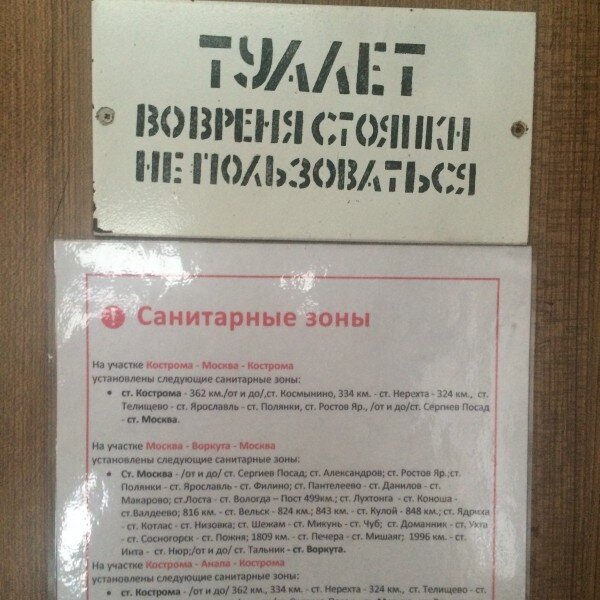 ТУАЛЕТ
ВО ВРЕМЯ СТОЯНКИ
НЕ ПОЛЬЗОВАТЬСЯ
Санитарные зоны
На участке Кострома - Москва - Кострома
установлены следующие санитарные зоны:
• ст. Кострома - 362 км./от и до/,ст. Космынино, 334 км. - ст. Нерехта - 324 км., ст.
Телищево - ст. Ярославль - ст. Полянки, ст. Ростов Яр., /от и до/ст. Сергиев Посад
- ст. Москва.
На участке Москва - Воркута - Москва
установлены следующие санитарные зоны:
• Ст. Москва - /от и до/ ст. Сергиев Посад; ст. Александров; ст. Ростов Яр.;ст.
Полянки - ст. Ярославль - ст. Филино; ст. Пантелеево - ст. Данилов - ст.
Макарово; ст.Лоста - ст. Вологда – Пост 499км.; ст. Лухтонга - ст. Коноша -
ст.Валдеево; 816 км. - ст. Вельск - 824 км.; 843 км. - ст. Кулой - 848 км.; ст. Ядриха
- ст. Котлас - ст. Низовка; ст. Шежам - ст. Микунь - ст. Чуб; ст. Доманник - ст. Ухта
- ст. Сосногорск - ст. Пожня; 1809 км. - ст. Печера - ст. Мишаяг; 1996 км. - ст.
Инта - ст. Нюр;/от и до/ ст. Тальник - ст. Воркута.
На участке Кострома - Анапа - Кострома
установлены следующие санитарные зоны:
• ст. Кострома - /от и до/ 362 км., 334 км. - ст. Нерехта - 324 км., ст. Телищево - ст.